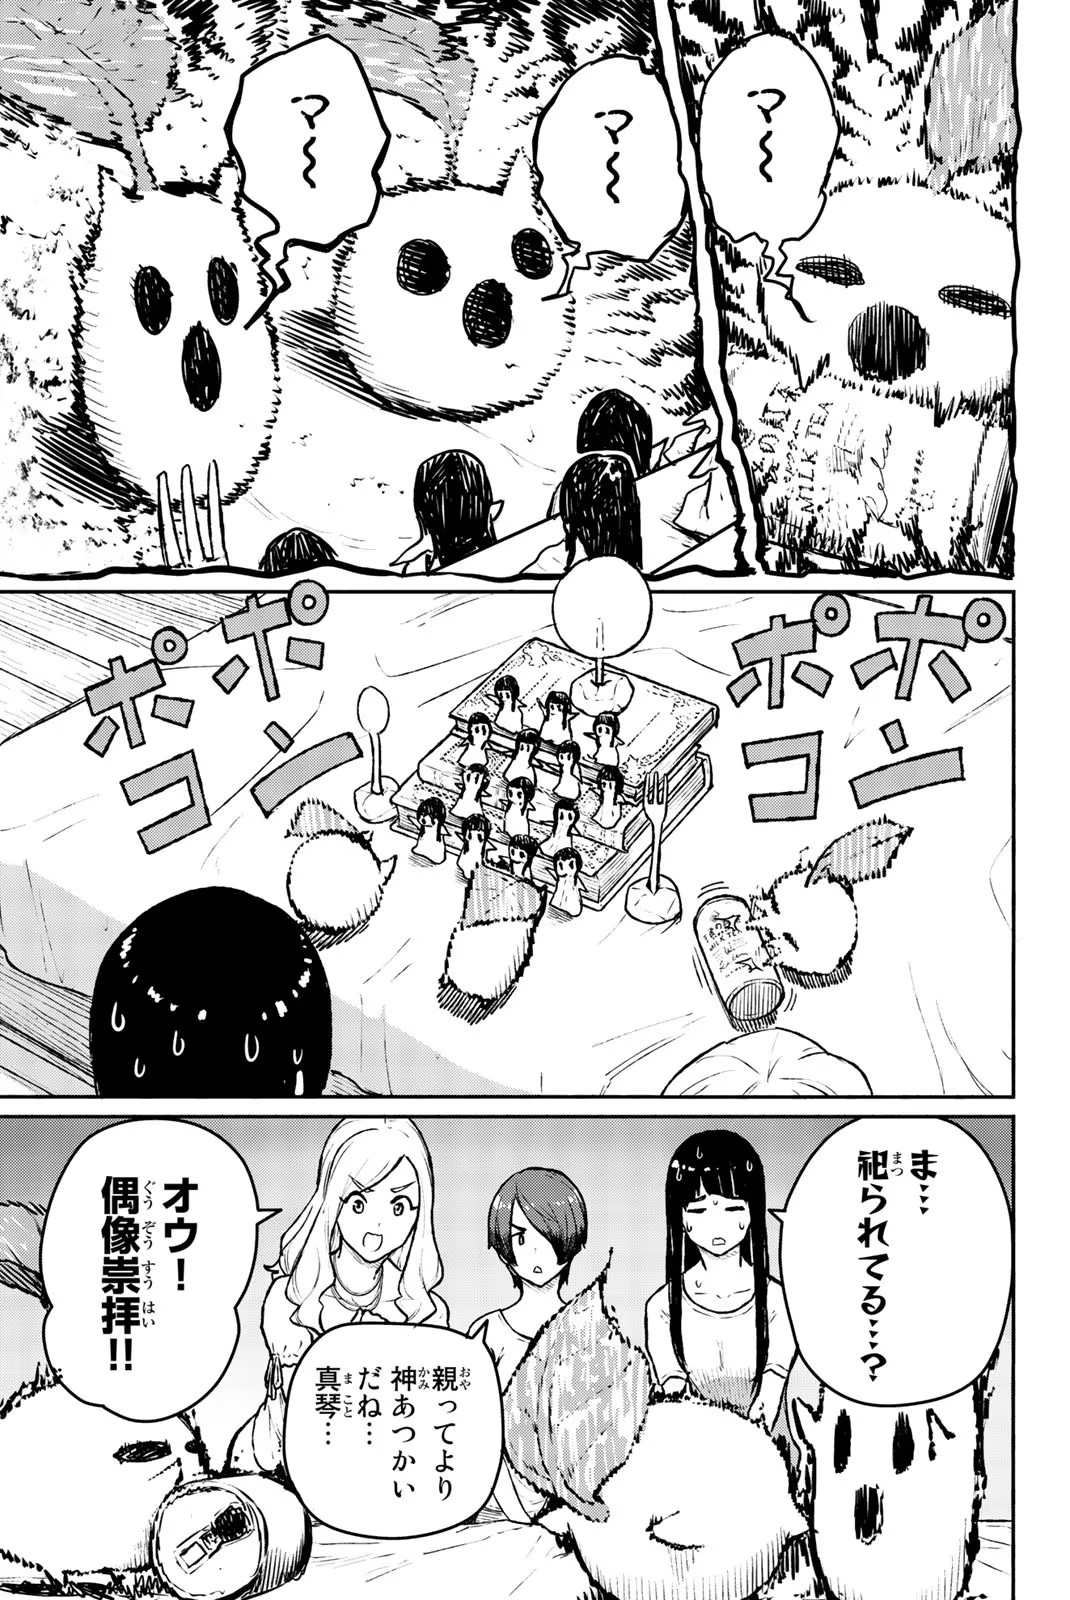 マ〜
マ〜
マ〜
MILK TEA
ポンポコ
ポンポコ
ま…
祀られてる…?
親ってより
神あつかい
だね…
真琴…
オウ!
偶像崇拝!!